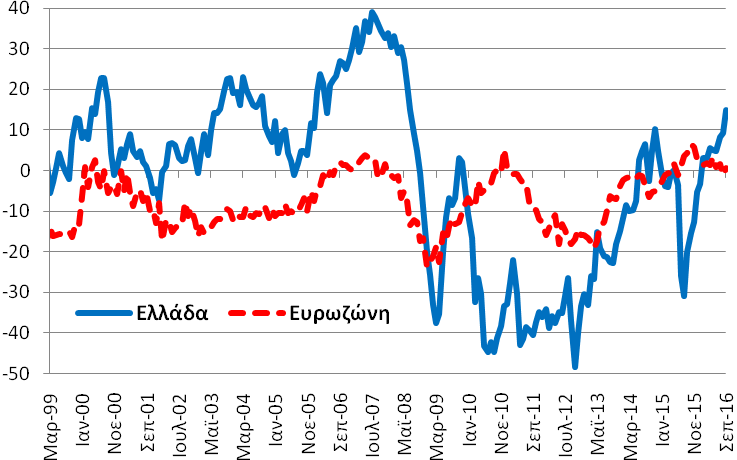 40
30
20
10
0
-10
-20
-30
-40
-50
Ελλάδα Ευρωζώνη
Μαρ-99
Ιαν-00
Νοε-00
Σεπ-01
Ιουλ-02
Μαϊ-03
Μαρ-04
Ιαν-05
Νοε-05
Σεπ-06
Ιουλ-07
Μαϊ-08
Μαρ-09
Ιαν-10
Νοε-10
Σεπ-11
Ιουλ-12
Μαϊ-13
Μαρ-14
Ιαν-15
Νοε-15
Σεπ-16